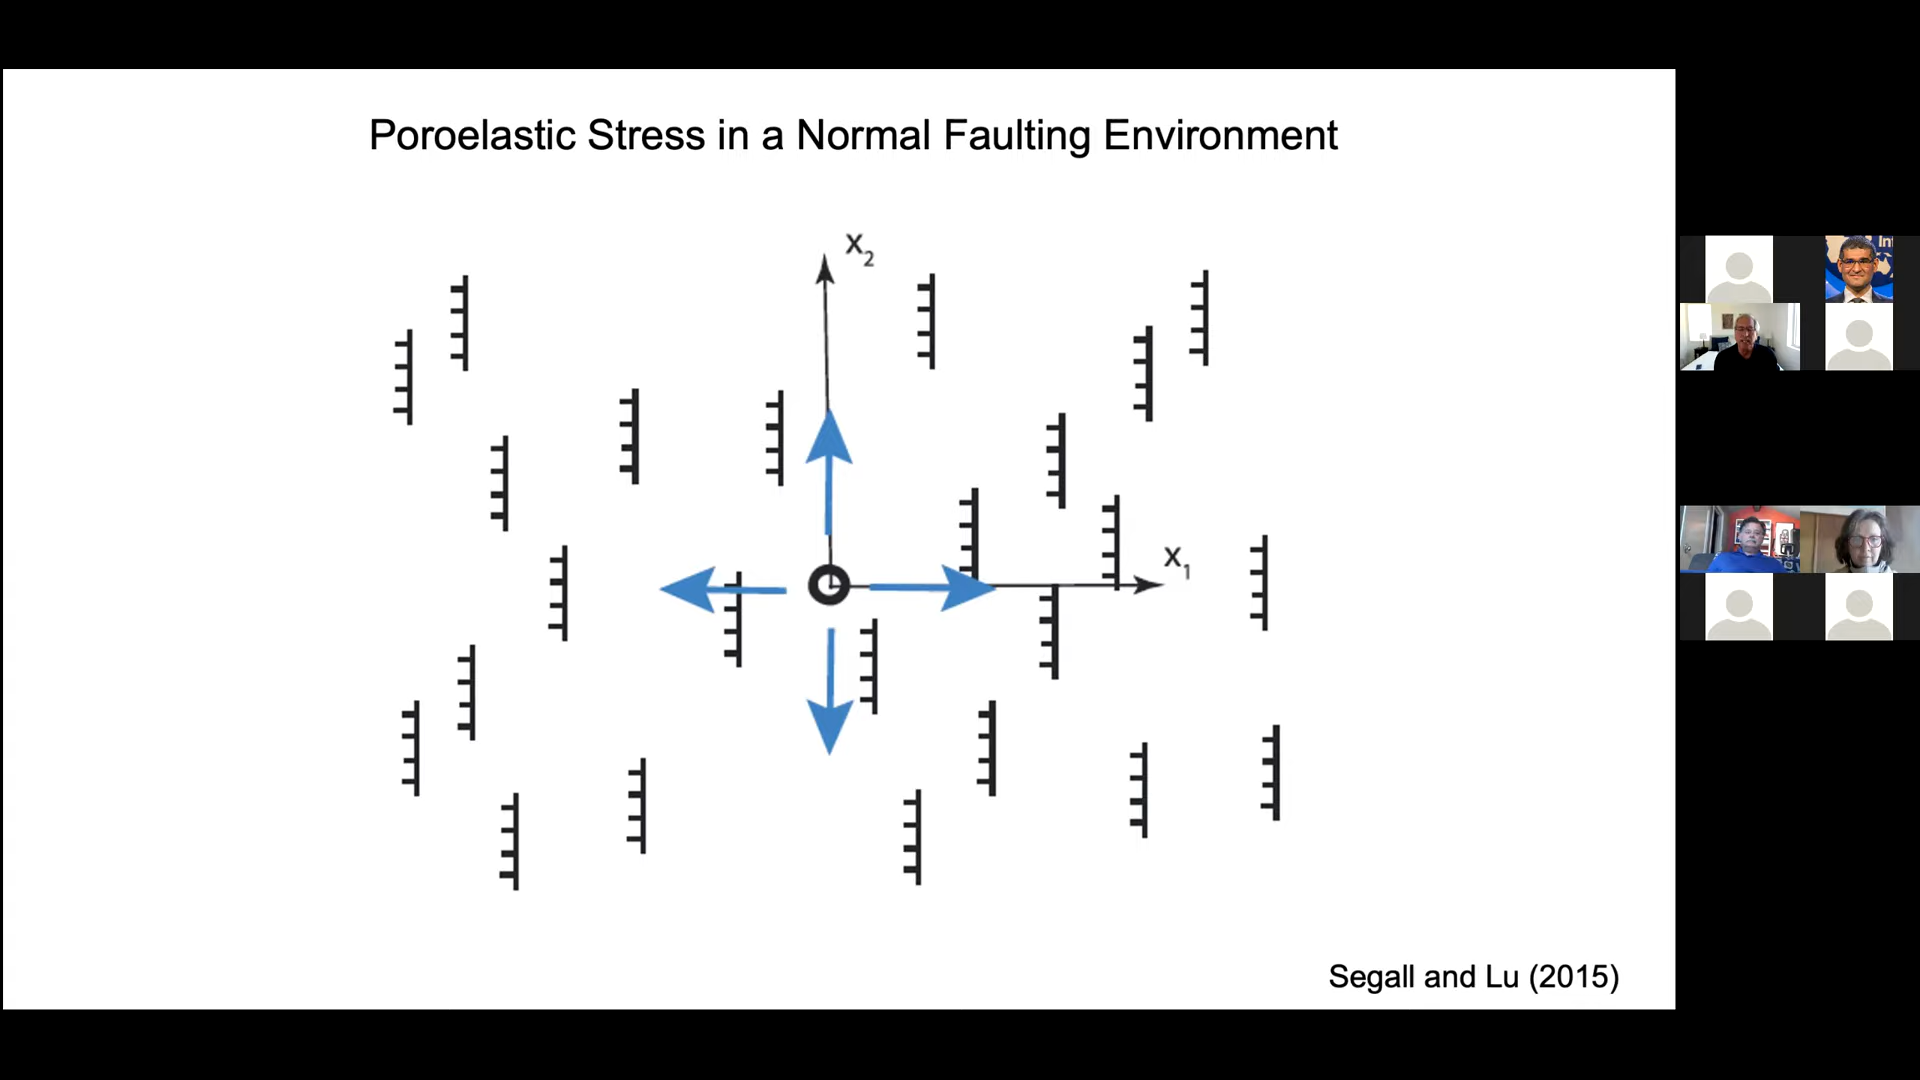 Poroelastic Stress in a Normal Faulting Environment
x2
x1
Segall and Lu (2015)